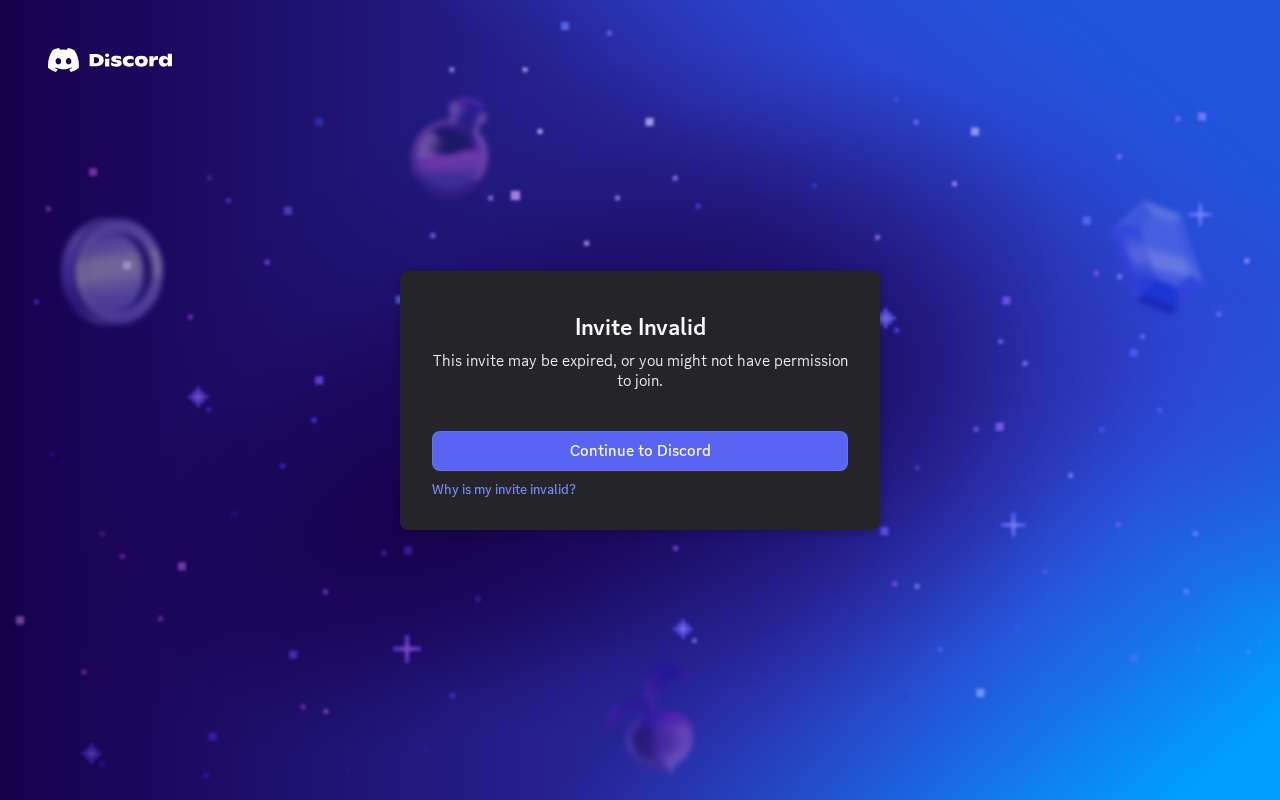 Discord
Invite Invalid
This invite may be expired, or you might not have permission
to join.
Continue to Discord
Why is my invite invalid?